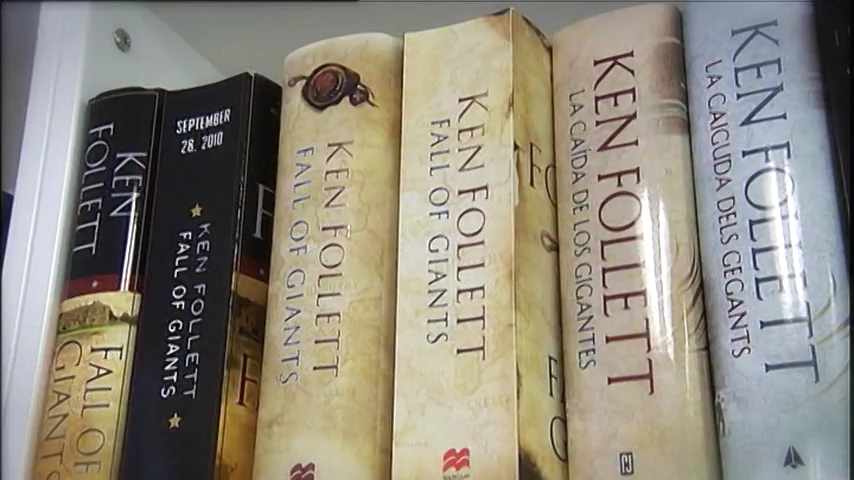 KEN
FOLLETT
FALL OF
GIANTS
SEPTEMBER
28. 2010
KEN FOLLETT
FALL OF GIANTS
KEN FOLLETT
FALL OF GIANTS
KEN FOLLETT
FALL OF GIANTS
KEN FOLLETT
LA CAÍDA DE LOS GIGANTES
KEN FOLLETT
LA CAIGUDA DELS GEGANTS